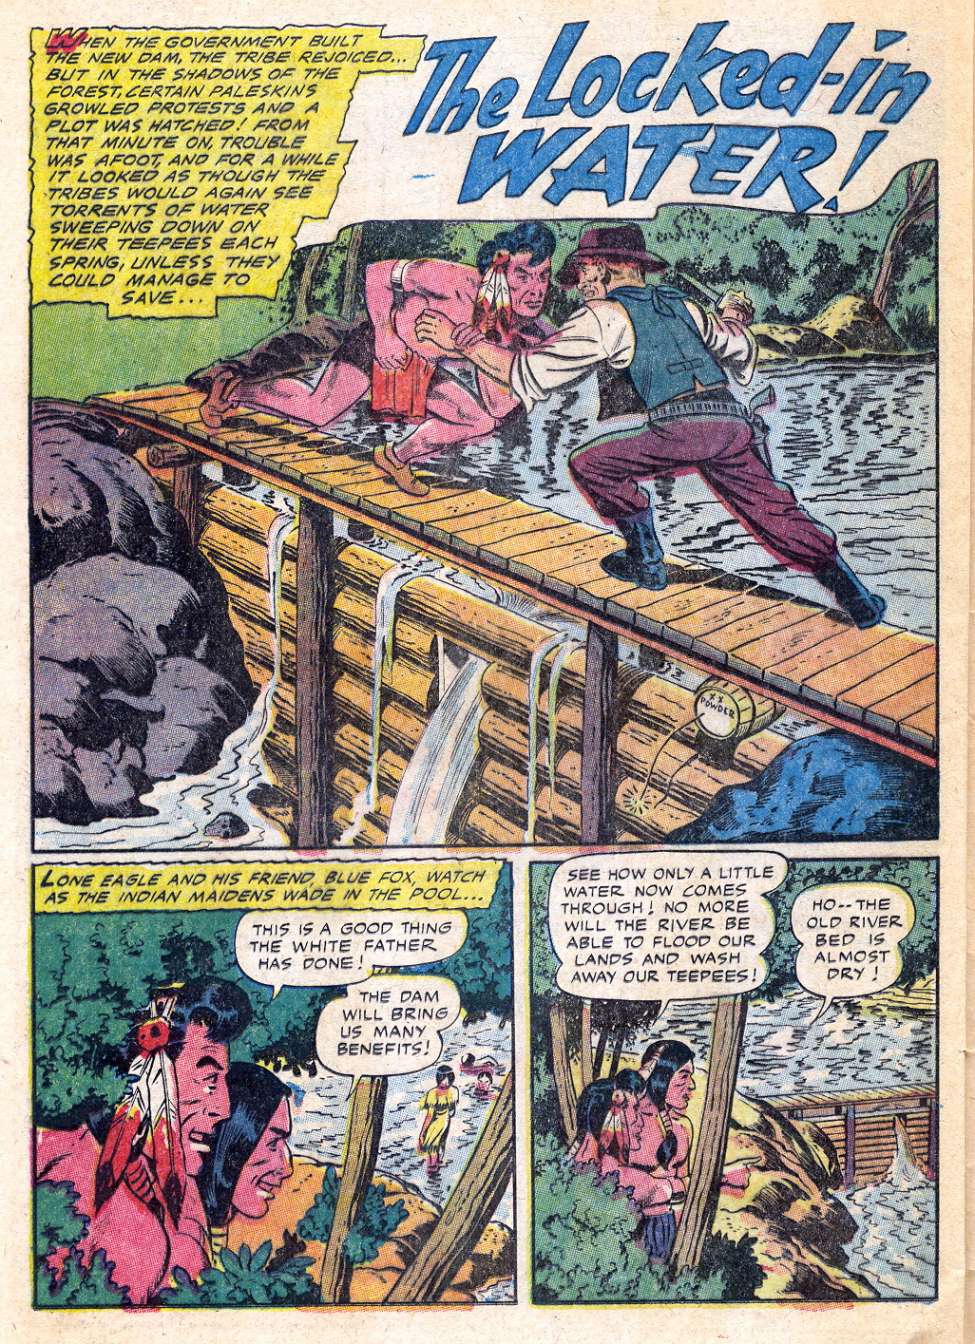 WHEN THE GOVERNMENT BUILT
THE NEW DAM, THE TRIBE REJOICED...
BUT IN THE SHADOWS OF THE
FOREST, CERTAIN PALESKINS
GROWLED PROTESTS AND A
PLOT WAS HATCHED! FROM
THAT MINUTE ON, TROUBLE
WAS AFOOT, AND FOR A WHILE
IT LOOKED AS THOUGH THE
TRIBES WOULD AGAIN SEE
TORRENTS OF WATER
SWEEPING DOWN ON
THEIR TEEPEES EACH
SPRING, UNLESS THEY
COULD MANAGE TO
SAVE...
The Locked-in
WATER!
POWDER
LONE EAGLE AND HIS FRIEND, BLUE FOX, WATCH
AS THE INDIAN MAIDENS WADE IN THE POOL...
THIS IS A GOOD THING
THE WHITE FATHER
HAS DONE!
THE DAM
WILL BRING
US MANY
BENEFITS!
SEE HOW ONLY A LITTLE
WATER NOW COMES
THROUGH! NO MORE
WILL THE RIVER BE
ABLE TO FLOOD OUR
LANDS AND WASH
AWAY OUR TEEPEES!
HO--THE
OLD RIVER
BED IS
ALMOST
DRY!